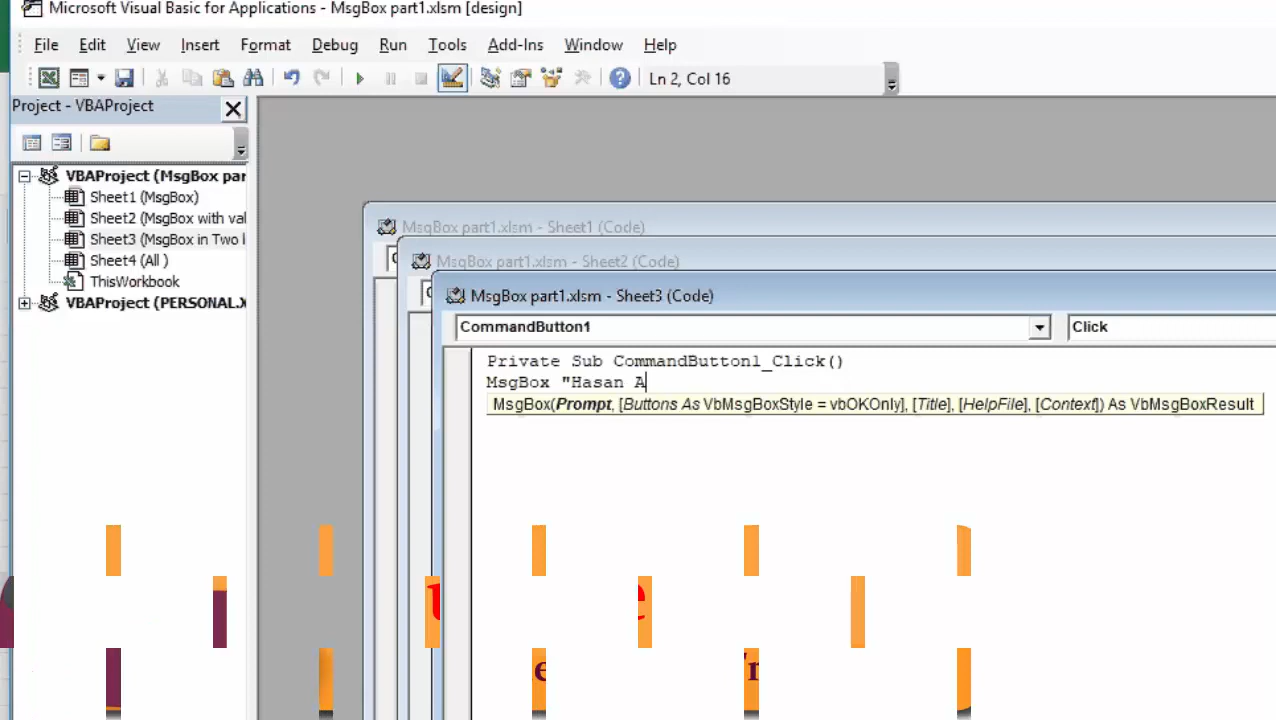 Microsoft Visual Basic for Applications - MsgBox part1.xlsm [design]
File Edit View Insert Format Debug Run Tools Add-Ins Window Help
Ln 2, Col 16
Project - VBAProject
VBAProject (MsgBox par
Sheet1 (MsgBox)
Sheet2 (MsgBox with val
Sheet3 (MsgBox in Two l
Sheet4 (All )
ThisWorkbook
VBAProject (PERSONAL.X
MsgBox part1.xlsm - Sheet1 (Code)
MsgBox part1.xlsm - Sheet2 (Code)
MsgBox part1.xlsm - Sheet3 (Code)
CommandButton1 Click
Private Sub CommandButton1_Click()
MsgBox "Hasan A
MsgBox(Prompt, [Buttons As VbMsgBoxStyle = vbOKOnly], [Title], [HelpFile], [Context]) As VbMsgBoxResult